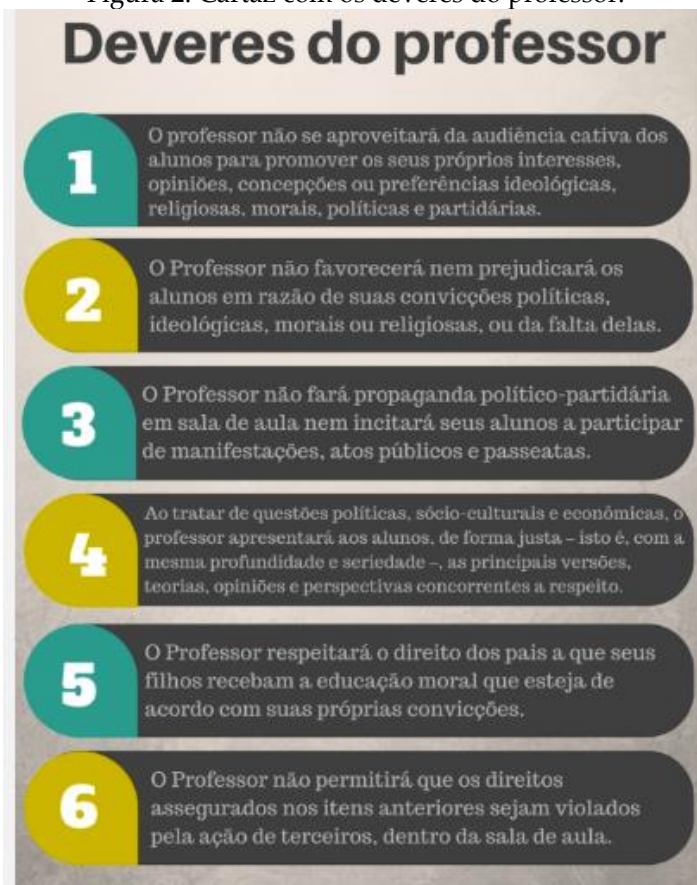 Figura 2. Cartaz com os deveres do professor.
Deveres do professor
1
O professor não se aproveitará da audiência cativa dos
alunos para promover os seus próprios interesses,
opiniões, concepções ou preferências ideológicas,
religiosas, morais, políticas e partidárias.
2
O Professor não favorecerá nem prejudicará os
alunos em razão de suas convicções políticas,
ideológicas, morais ou religiosas, ou da falta delas.
3
O Professor não fará propaganda político-partidária
em sala de aula nem incitará seus alunos a participar
de manifestações, atos públicos e passeatas.
4
Ao tratar de questões políticas, sócio-culturais e econômicas, o
professor apresentará aos alunos, de forma justa – isto é, com a
mesma profundidade e seriedade –, as principais versões,
teorias, opiniões e perspectivas concorrentes a respeito.
5
O Professor respeitará o direito dos pais a que seus
filhos recebam a educação moral que esteja de
acordo com suas próprias convicções.
6
O Professor não permitirá que os direitos
assegurados nos itens anteriores sejam violados
pela ação de terceiros, dentro da sala de aula.